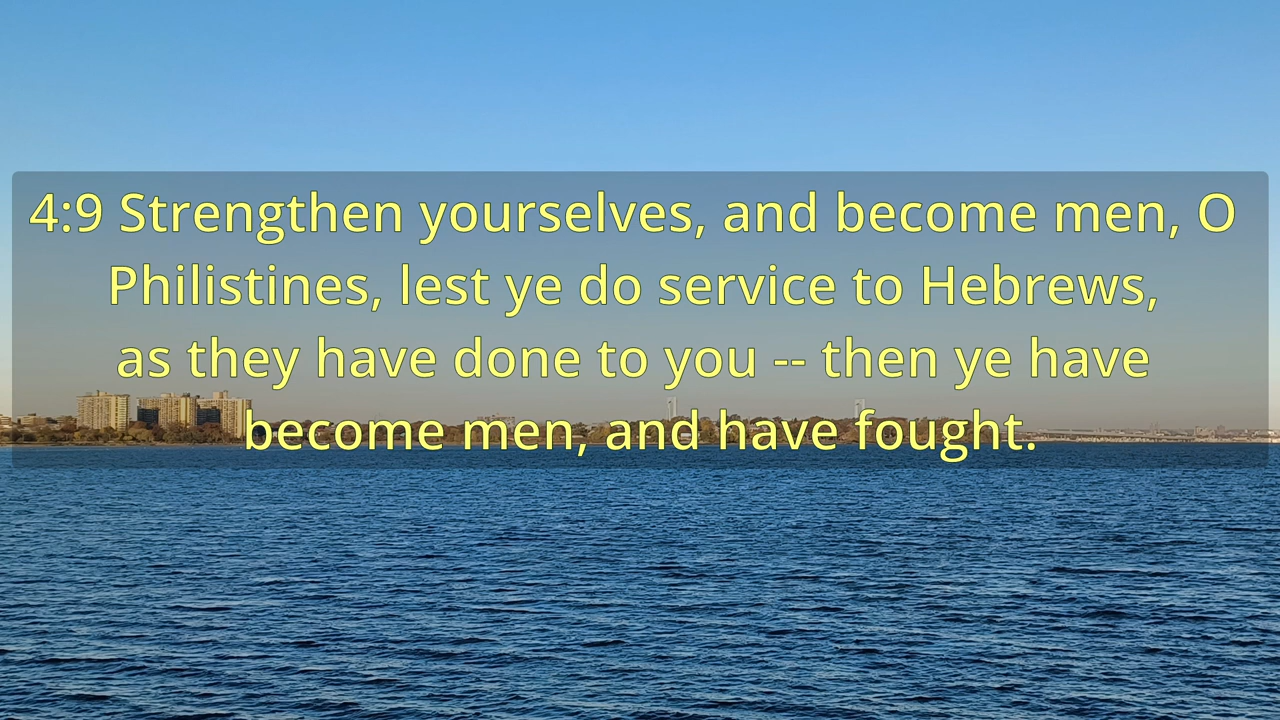 4:9 Strengthen yourselves, and become men, O
Philistines, lest ye do service to Hebrews,
as they have done to you -- then ye have
become men, and have fought.